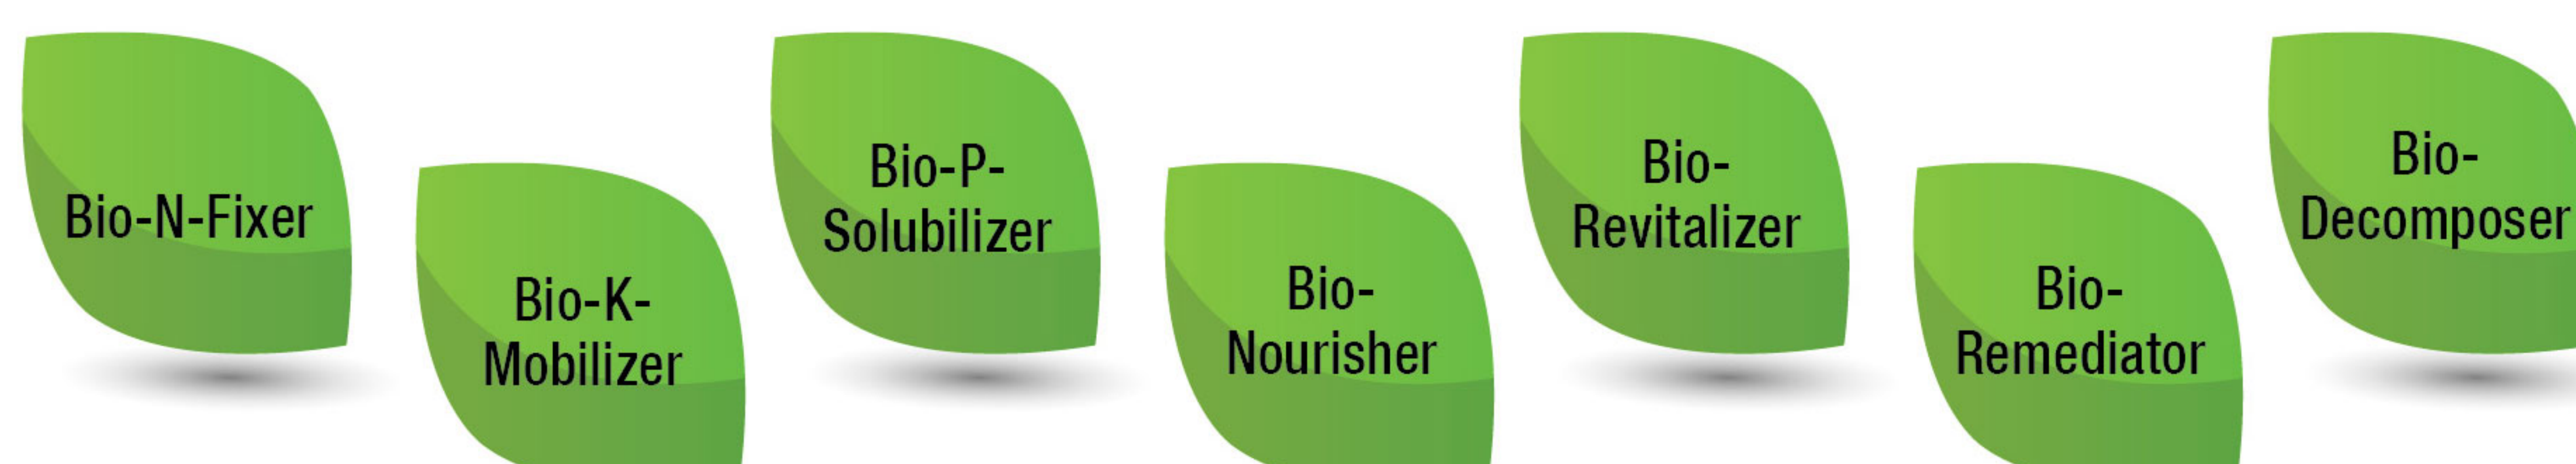 Bio-N-Fixer
Bio-K-
Mobilizer
Bio-P-
Solubilizer
Bio-
Nourisher
Bio-
Revitalizer
Bio-
Remediator
Bio-
Decomposer